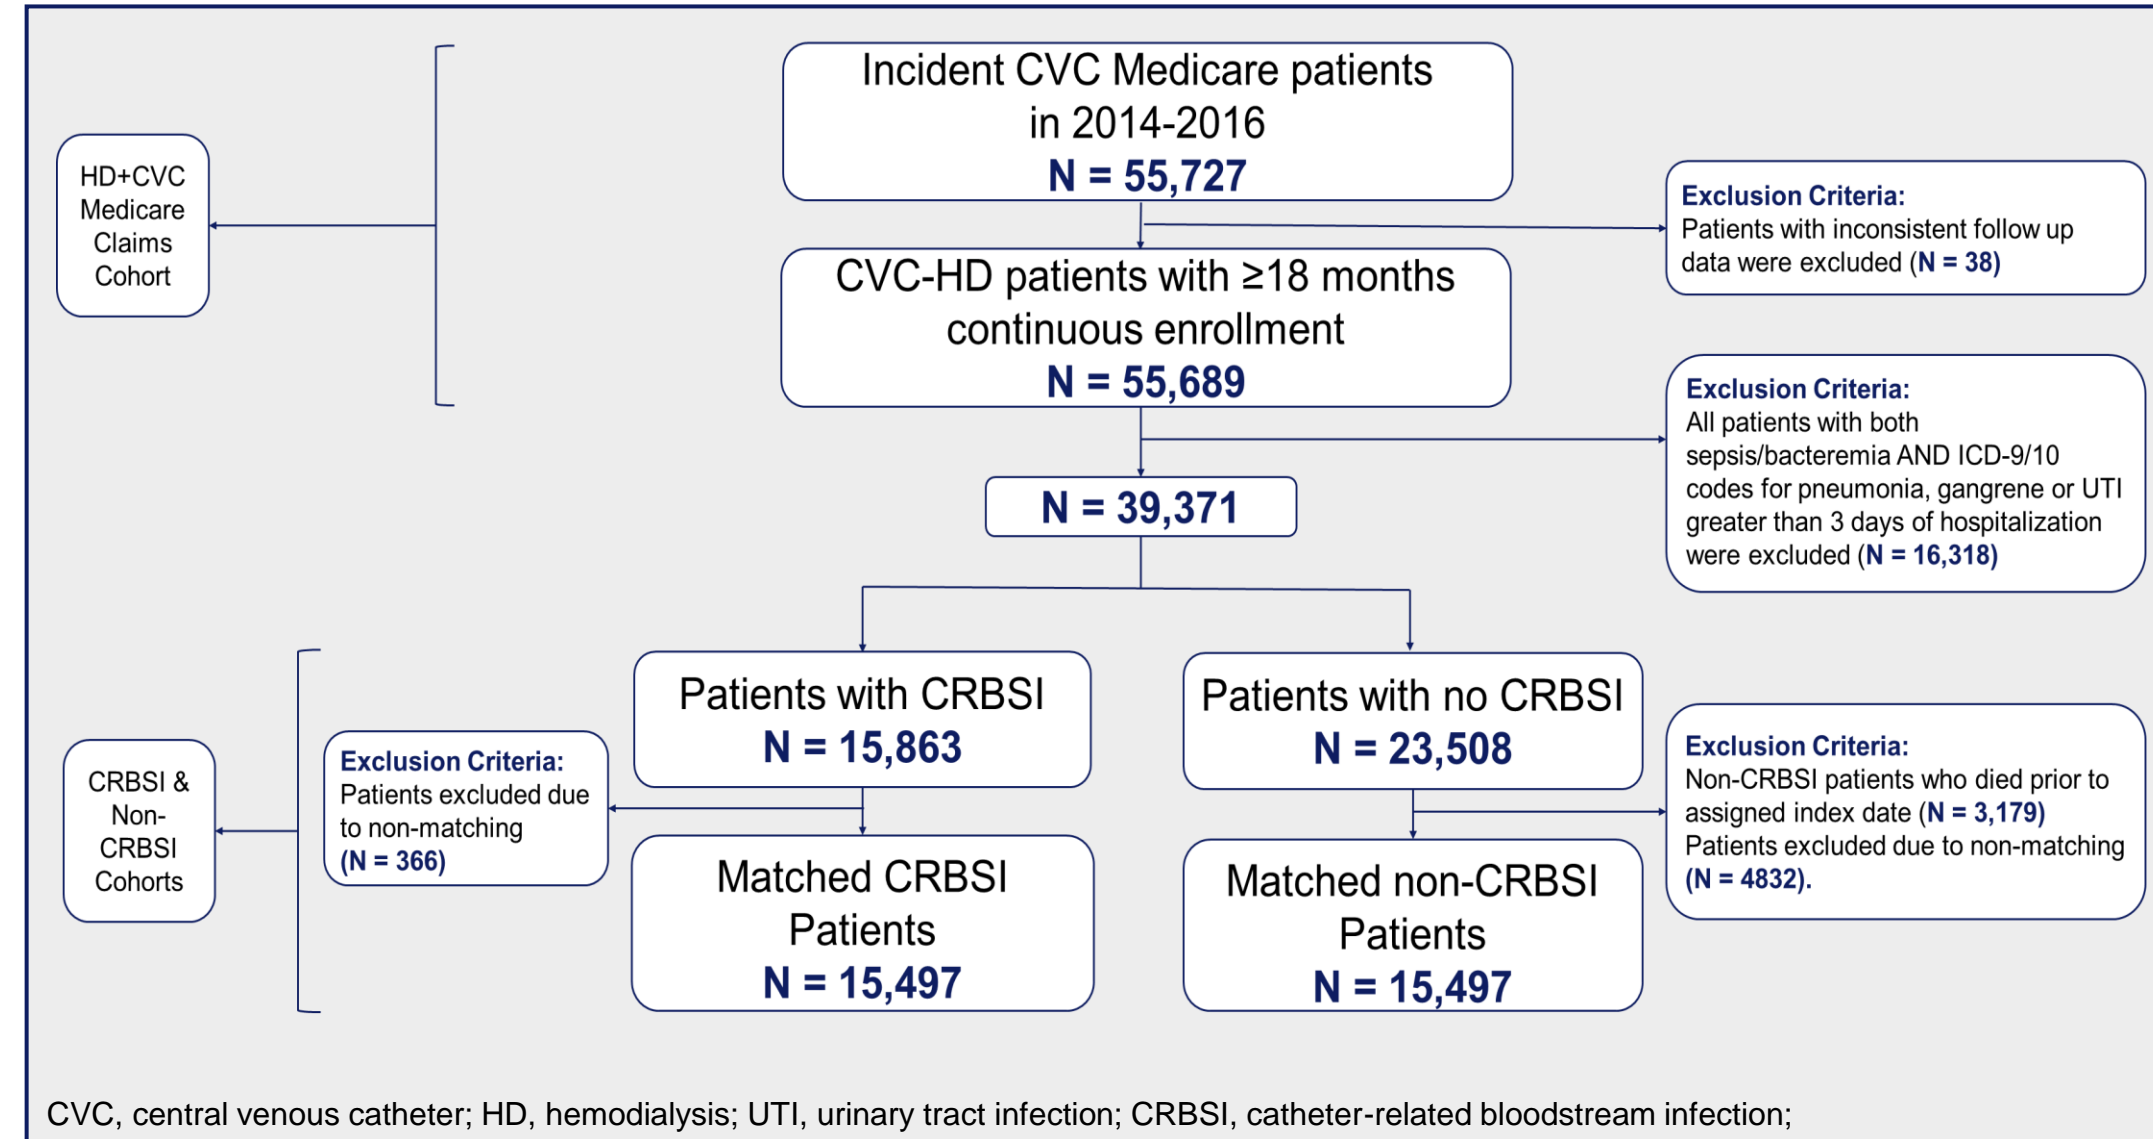 Incident CVC Medicare patients
in 2014-2016
N = 55,727
HD+CVC
Medicare
Claims
Cohort
Exclusion Criteria:
Patients with inconsistent follow up
data were excluded (N = 38)
CVC-HD patients with ≥18 months
continuous enrollment
N = 55,689
Exclusion Criteria:
All patients with both
sepsis/bacteremia AND ICD-9/10
codes for pneumonia, gangrene or UTI
greater than 3 days of hospitalization
were excluded (N = 16,318)
N = 39,371
Patients with CRBSI
N = 15,863
Patients with no CRBSI
N = 23,508
CRBSI &
Non-
CRBSI
Cohorts
Exclusion Criteria:
Patients excluded due
to non-matching
(N = 366)
Exclusion Criteria:
Non-CRBSI patients who died prior to
assigned index date (N = 3,179)
Patients excluded due to non-matching
(N = 4832).
Matched CRBSI
Patients
N = 15,497
Matched non-CRBSI
Patients
N = 15,497
CVC, central venous catheter; HD, hemodialysis; UTI, urinary tract infection; CRBSI, catheter-related bloodstream infection;